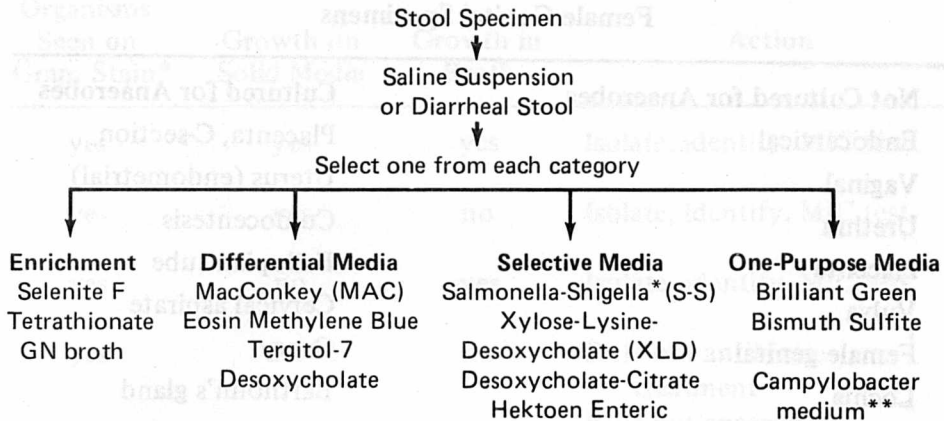 Stool Specimen
Saline Suspension
or Diarrheal Stool
Select one from each category
Enrichment
Selenite F
Tetrathionate
GN broth
Differential Media
MacConkey (MAC)
Eosin Methylene Blue
Tergitol-7
Desoxycholate
Selective Media
Salmonella-Shigella* (S-S)
Xylose-Lysine-
Desoxycholate (XLD)
Desoxycholate-Citrate
Hektoen Enteric
One-Purpose Media
Brilliant Green
Bismuth Sulfite
Campylobacter
medium**